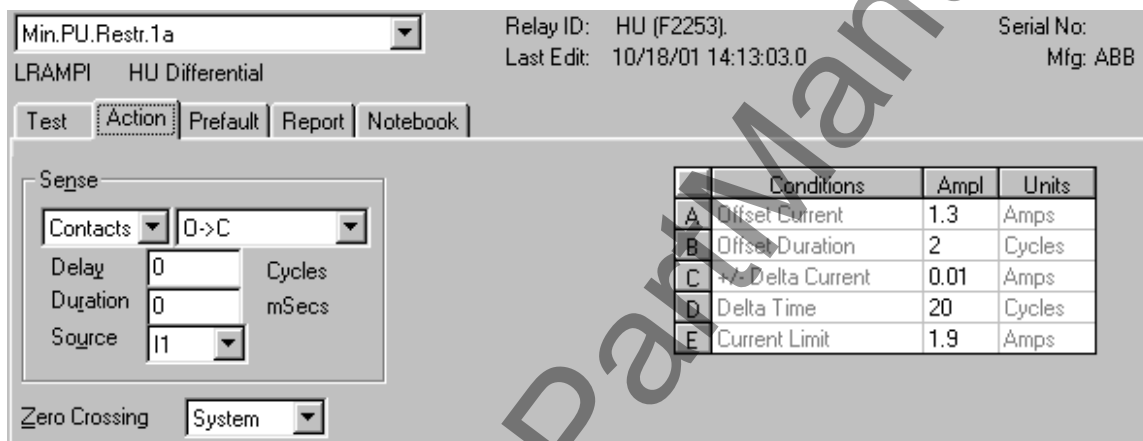 Min.PU.Restr.1a
Relay ID: HU (F2253).
Serial No:
LRAMPI HU Differential
Last Edit: 10/18/01 14:13:03.0
Mfg: ABB
Test Action Prefault Report Notebook
Sense
Contacts O->C
Delay 0 Cycles
Duration 0 mSecs
Source I1
Zero Crossing System
Conditions Ampl Units
A Offset Current 1.3 Amps
B Offset Duration 2 Cycles
C +/- Delta Current 0.01 Amps
D Delta Time 20 Cycles
E Current Limit 1.9 Amps
PartMan